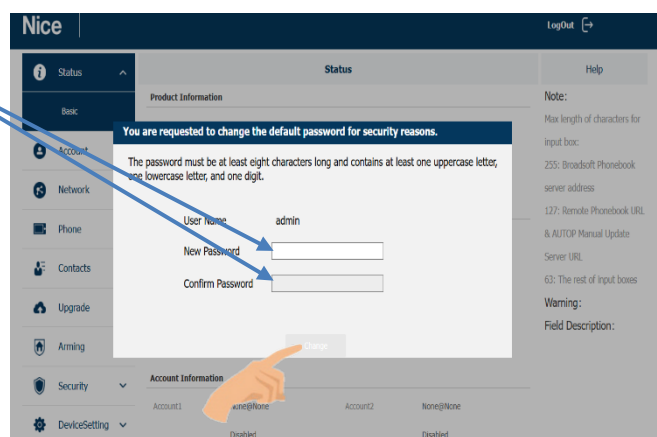 Nice
LogOut
Status
Basic
Account
Network
Phone
Contacts
Upgrade
Arming
Security
DeviceSetting
Status
Product Information
You are requested to change the default password for security reasons.
The password must be at least eight characters long and contains at least one uppercase letter,
one lowercase letter, and one digit.
User Name admin
New Password
Confirm Password
Change
Account Information
Account1 None@None Account2 None@None
Disabled Disabled
Help
Note:
Max length of characters for
input box:
255: Broadsoft Phonebook
server address
127: Remote Phonebook URL
& AUTOP Manual Update
Server URL
63: The rest of input boxes
Warning:
Field Description: